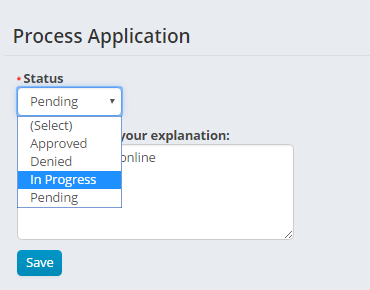 Process Application
* Status
Pending
(Select)
Approved
Denied
In Progress
Pending
your explanation:
online
Save